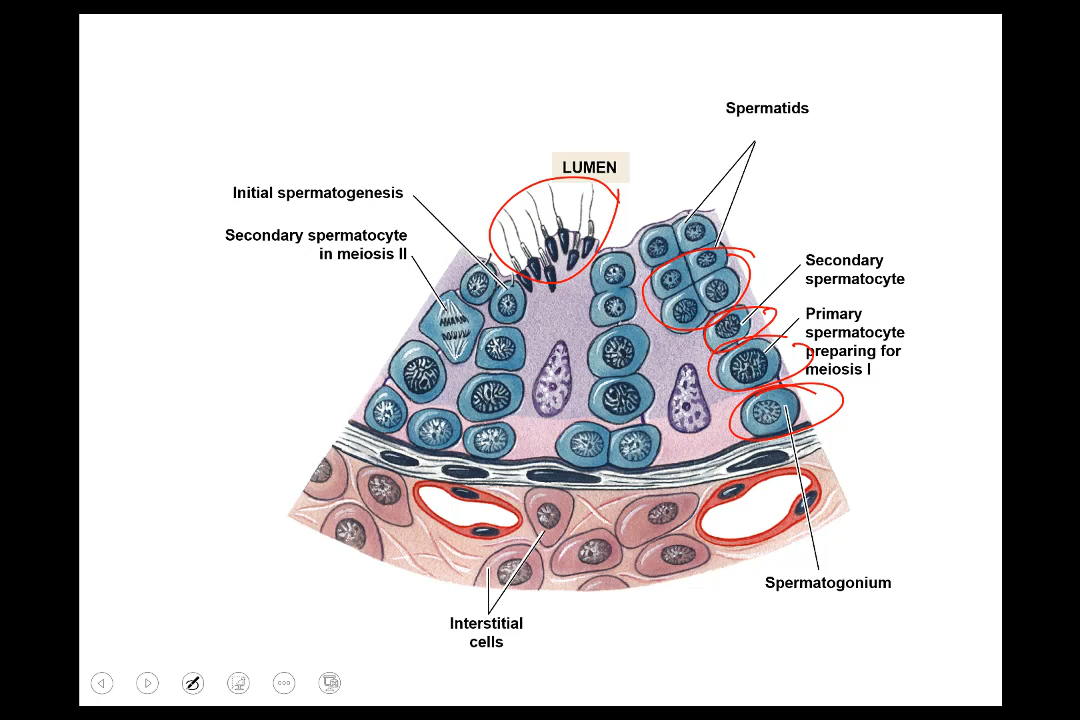 Spermatids
LUMEN
Initial spermatogenesis
Secondary spermatocyte
in meiosis II
Secondary
spermatocyte
Primary
spermatocyte
preparing for
meiosis I
Spermatogonium
Interstitial
cells